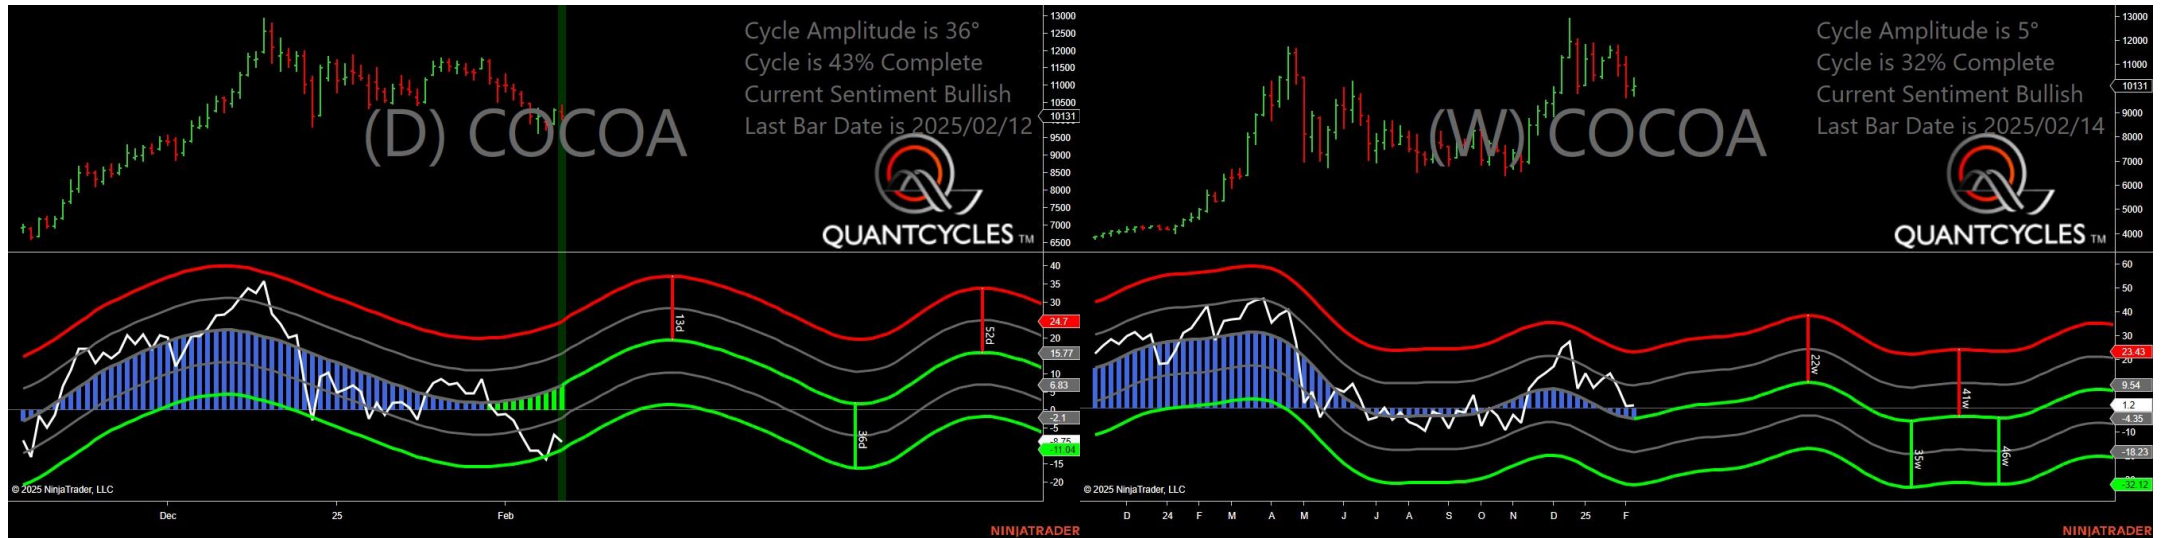 Cycle Amplitude is 36°
Cycle is 43% Complete
Current Sentiment Bullish
Last Bar Date is 2025/02/12
(D) COCOA
QUANTCYCLES TM
13000
12500
12000
11500
11000
10500
10131
9500
9000
8500
8000
7500
7000
6500
40
35
30
24.7
20
15.77
10
6.83
5
0
-2.1
-5
-8.75
-11.04
-15
-20
13d
36d
52d
© 2025 NinjaTrader, LLC
Dec
25
Feb
NINJATRADER
Cycle Amplitude is 5°
Cycle is 32% Complete
Current Sentiment Bullish
Last Bar Date is 2025/02/14
(W) COCOA
QUANTCYCLES TM
13000
12000
11000
10131
9000
8000
7000
6000
5000
4000
60
50
40
30
23.43
20
9.54
1.2
-4.35
-10
-18.23
-32.12
22w
35w
41w
46w
© 2025 NinjaTrader, LLC
D 24 F M A M J J A S O N D 25 F
NINJATRADER